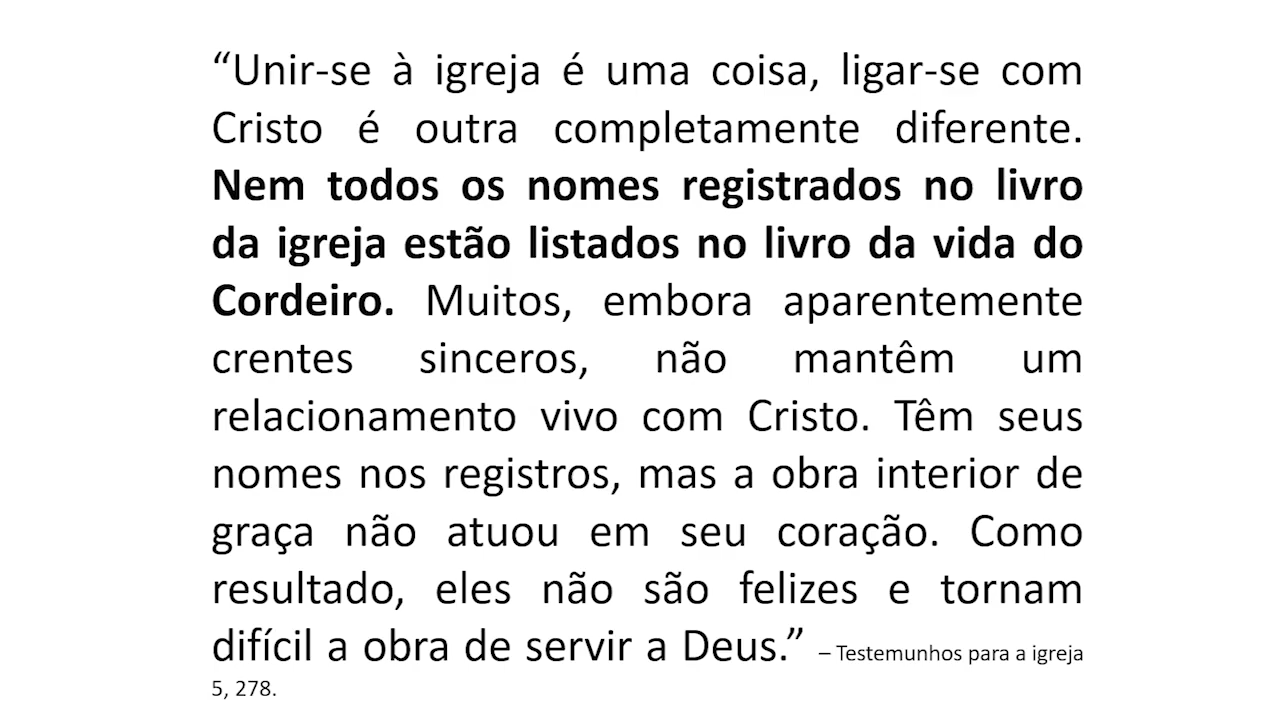 “Unir-se à igreja é uma coisa, ligar-se com
Cristo é outra completamente diferente.
Nem todos os nomes registrados no livro
da igreja estão listados no livro da vida do
Cordeiro. Muitos, embora aparentemente
crentes sinceros, não mantêm um
relacionamento vivo com Cristo. Têm seus
nomes nos registros, mas a obra interior de
graça não atuou em seu coração. Como
resultado, eles não são felizes e tornam
difícil a obra de servir a Deus.” – Testemunhos para a igreja
5, 278.